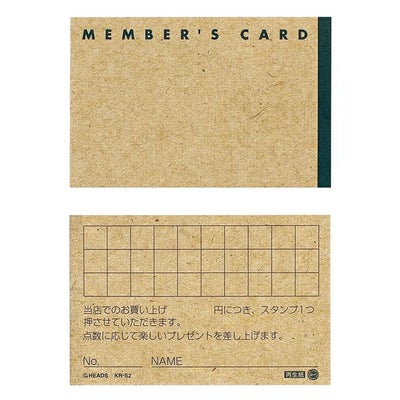 MEMBER'S CARD
当店でのお買い上げ　　　円につき、スタンプ1つ
押させていただきます。
点数に応じて楽しいプレゼントを差し上げます。
No. NAME
HEADS KR-S2 再生紙